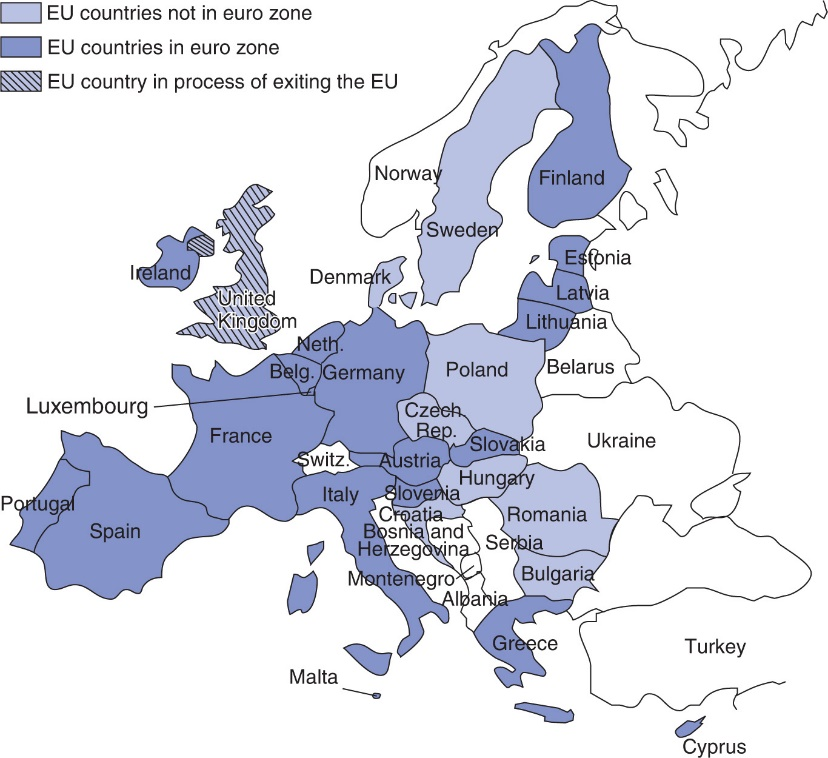 EU countries not in euro zone
EU countries in euro zone
EU country in process of exiting the EU
Norway
Finland
Sweden
Estonia
Ireland
Denmark
Latvia
United
Kingdom
Lithuania
Neth.
Belarus
Belg.
Germany
Poland
Luxembourg
Czech
Rep.
France
Slovakia
Ukraine
Switz.
Austria
Hungary
Portugal
Italy
Slovenia
Croatia
Romania
Spain
Bosnia and
Herzegovina
Serbia
Montenegro
Bulgaria
Albania
Greece
Turkey
Malta
Cyprus